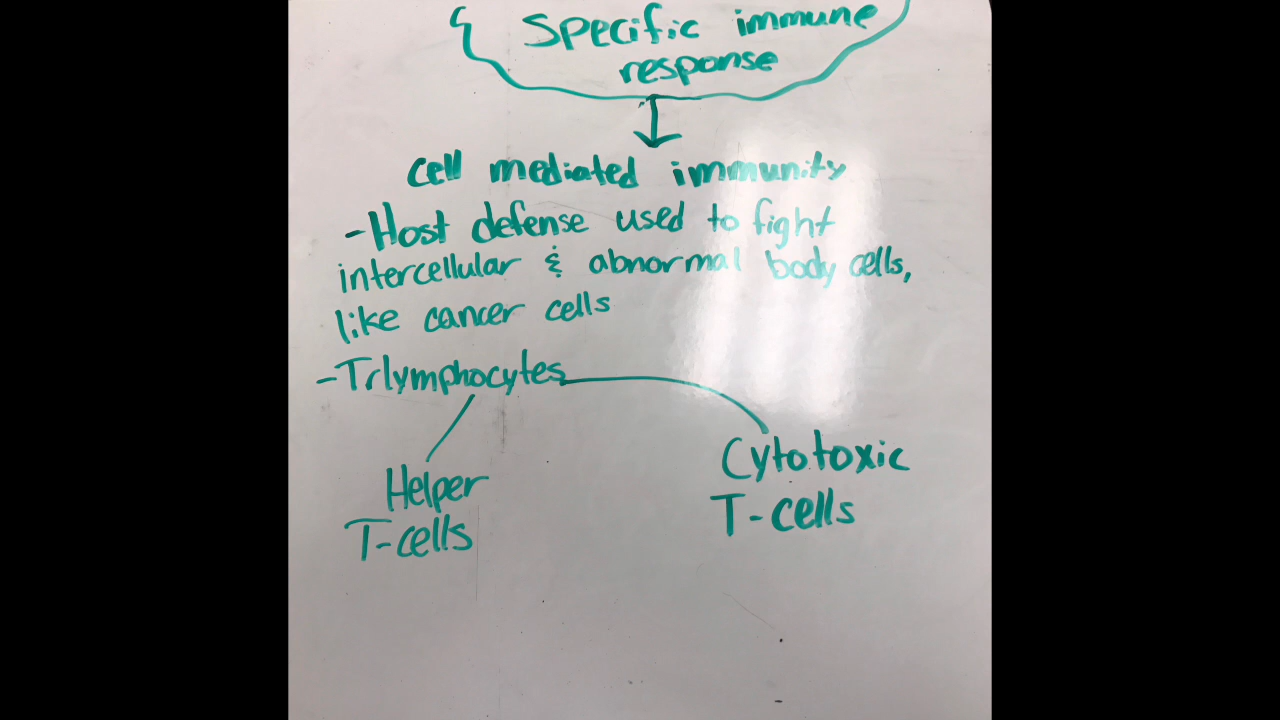 Specific immune
response
cell mediated immunity
-Host defense used to fight
intercellular & abnormal body cells,
like cancer cells
-Trlymphocytes
Helper
T-cells
Cytotoxic
T-cells